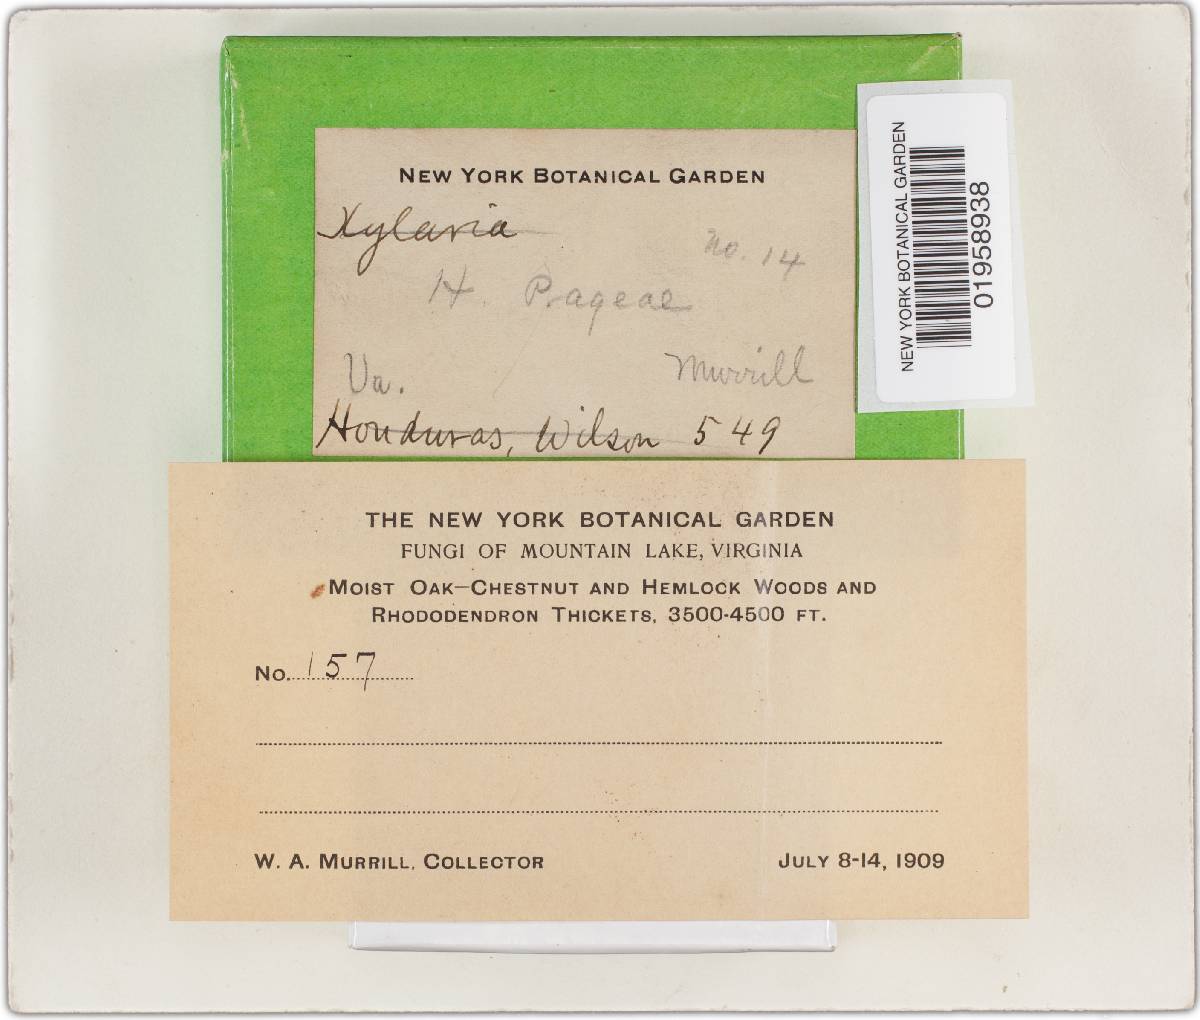 NEW YORK BOTANICAL GARDEN
Xylaria
No. 14
H. Pageae
Va.
Murrill
Honduras, Wilson 549
NEW YORK BOTANICAL GARDEN
01958938
THE NEW YORK BOTANICAL GARDEN
FUNGI OF MOUNTAIN LAKE, VIRGINIA
MOIST OAK-CHESTNUT AND HEMLOCK WOODS AND
RHODODENDRON THICKETS, 3500-4500 FT.
No. 157
W. A. MURRILL, COLLECTOR
JULY 8-14, 1909